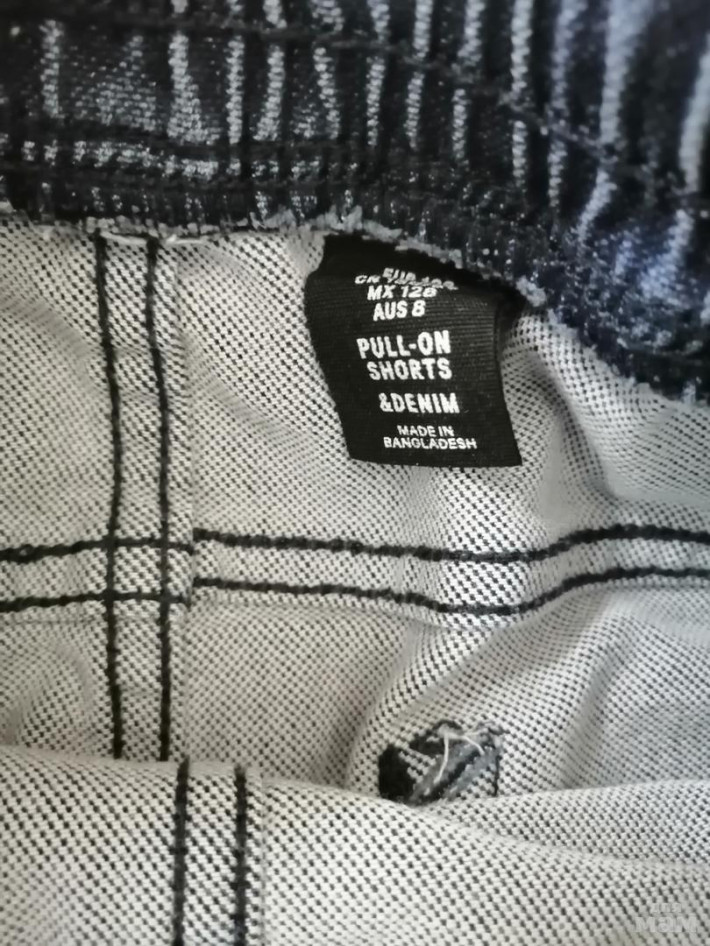 MX 128
AUS 8
PULL-ON
SHORTS
&DENIM
MADE IN
BANGLADESH